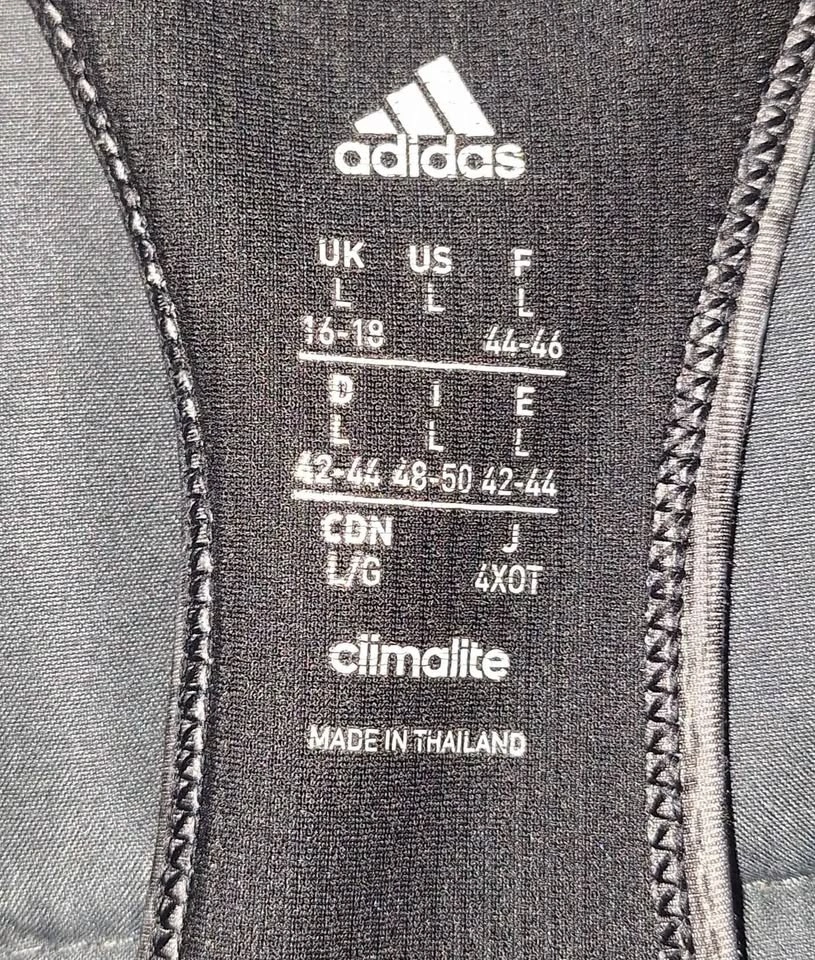 adidas
UK US F
L L L
16-18 44-46
D I E
L L L
42-44 48-50 42-44
CDN J
L/G 4XOT
climalite
MADE IN THAILAND